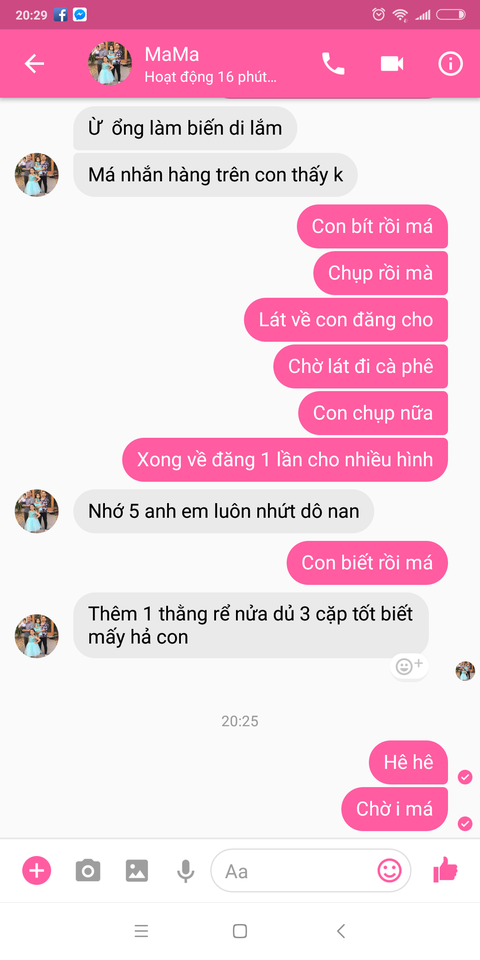 20:29
MaMa
Hoạt động 16 phút...
Ừ  ổng làm biến di lắm
Má nhắn hàng trên con thấy k
Con bít rồi má
Chụp rồi mà
Lát về con đăng cho
Chờ lát đi cà phê
Con chụp nữa
Xong về đăng 1 lần cho nhiều hình
Nhớ 5 anh em luôn nhứt dô nan
Con biết rồi má
Thêm 1 thằng rể nửa dủ 3 cặp tốt biết
mấy hả con
20:25
Hê hê
Chờ i má
Aa